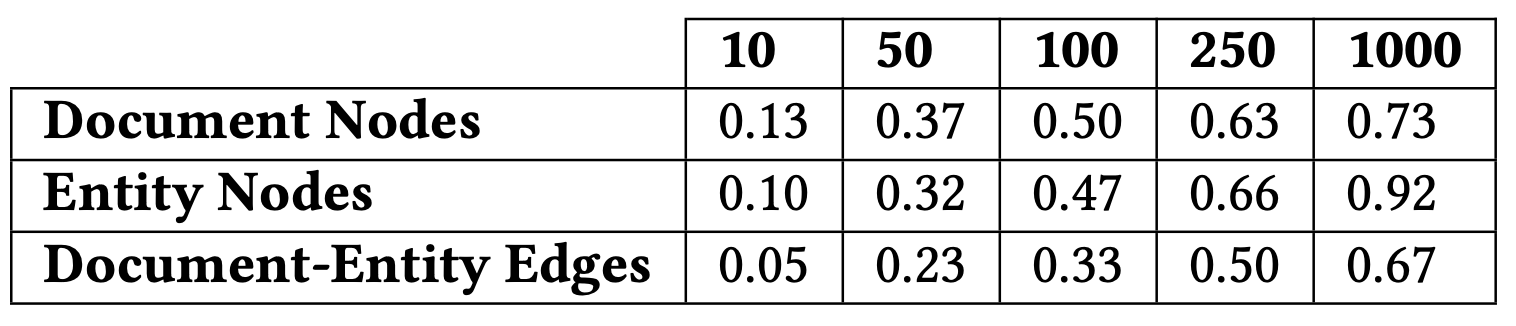 10 50 100 250 1000
Document Nodes 0.13 0.37 0.50 0.63 0.73
Entity Nodes 0.10 0.32 0.47 0.66 0.92
Document-Entity Edges 0.05 0.23 0.33 0.50 0.67